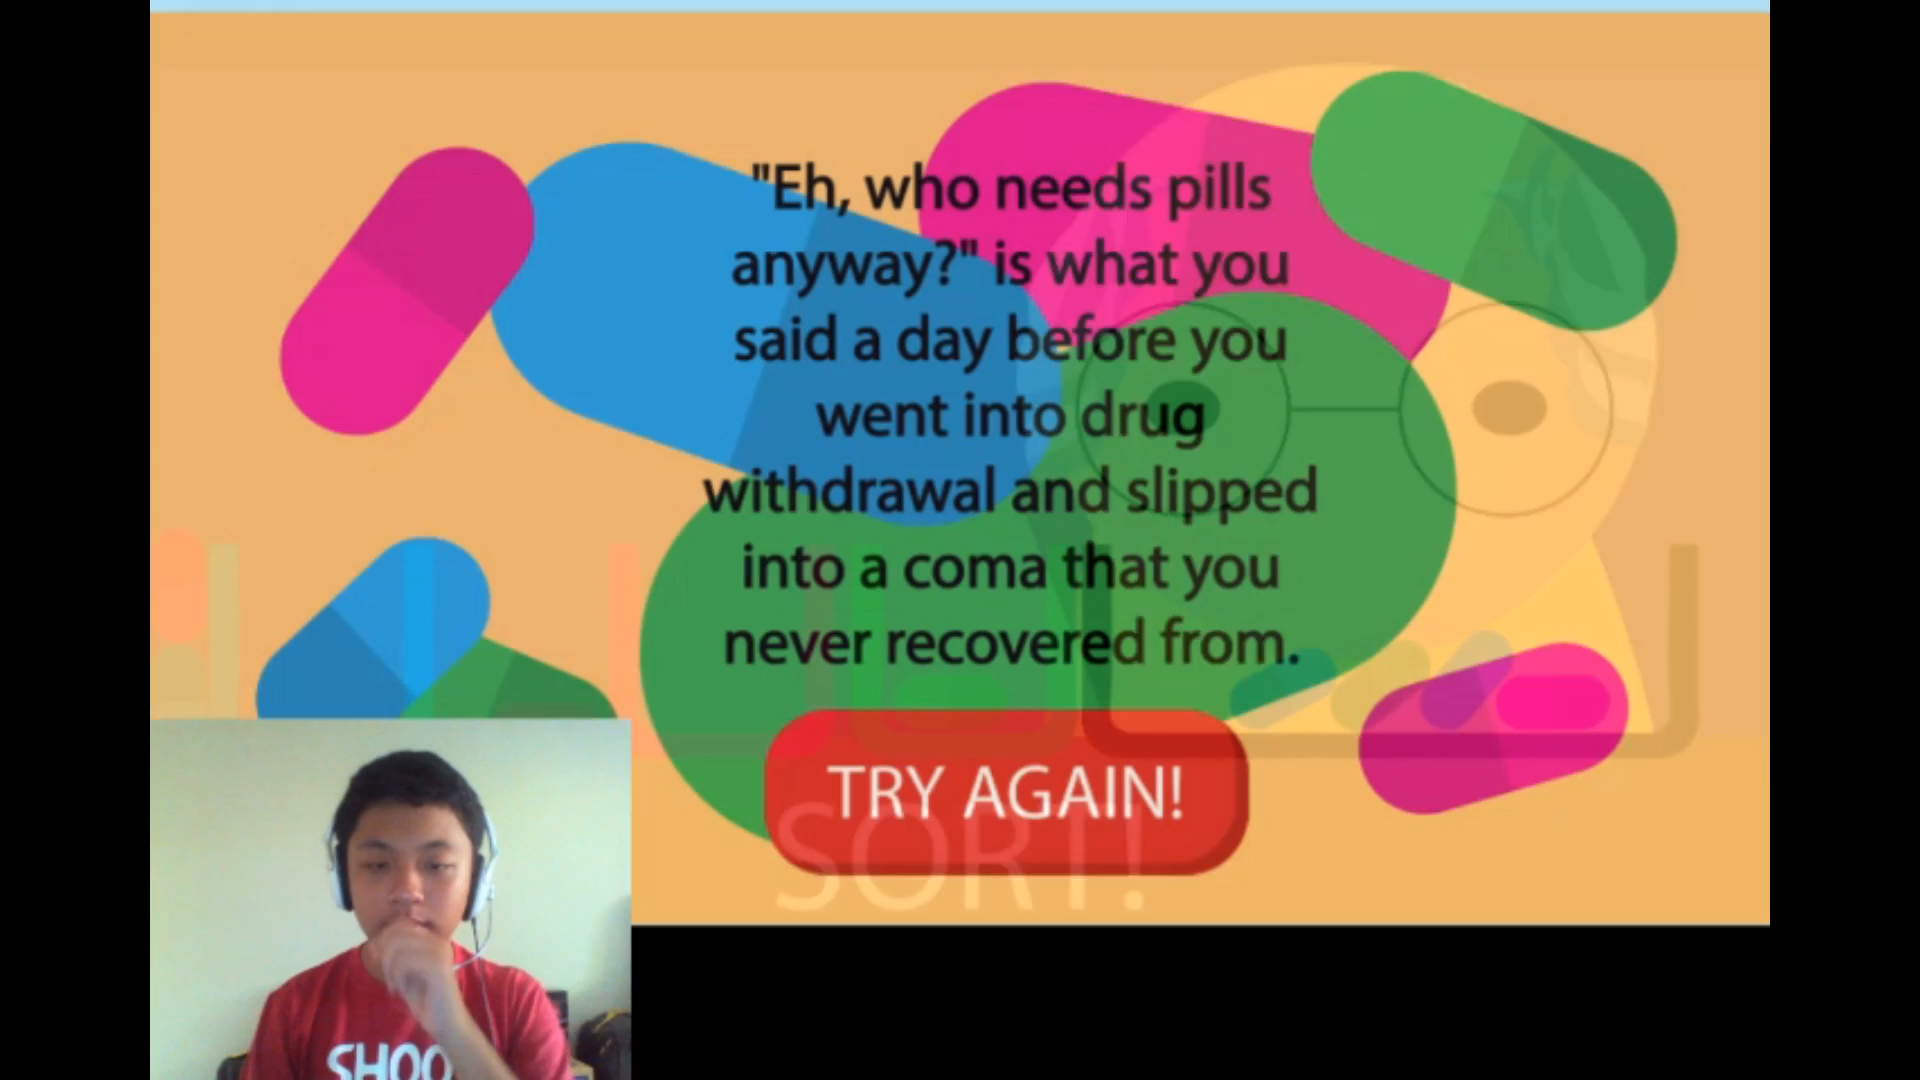 "Eh, who needs pills
anyway?" is what you
said a day before you
went into drug
withdrawal and slipped
into a coma that you
never recovered from.
TRY AGAIN!
SORT!
SHOO